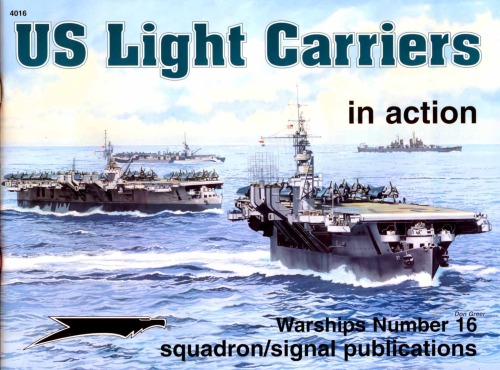 4016
US Light Carriers
in action
Don Greer
Warships Number 16
squadron/signal publications